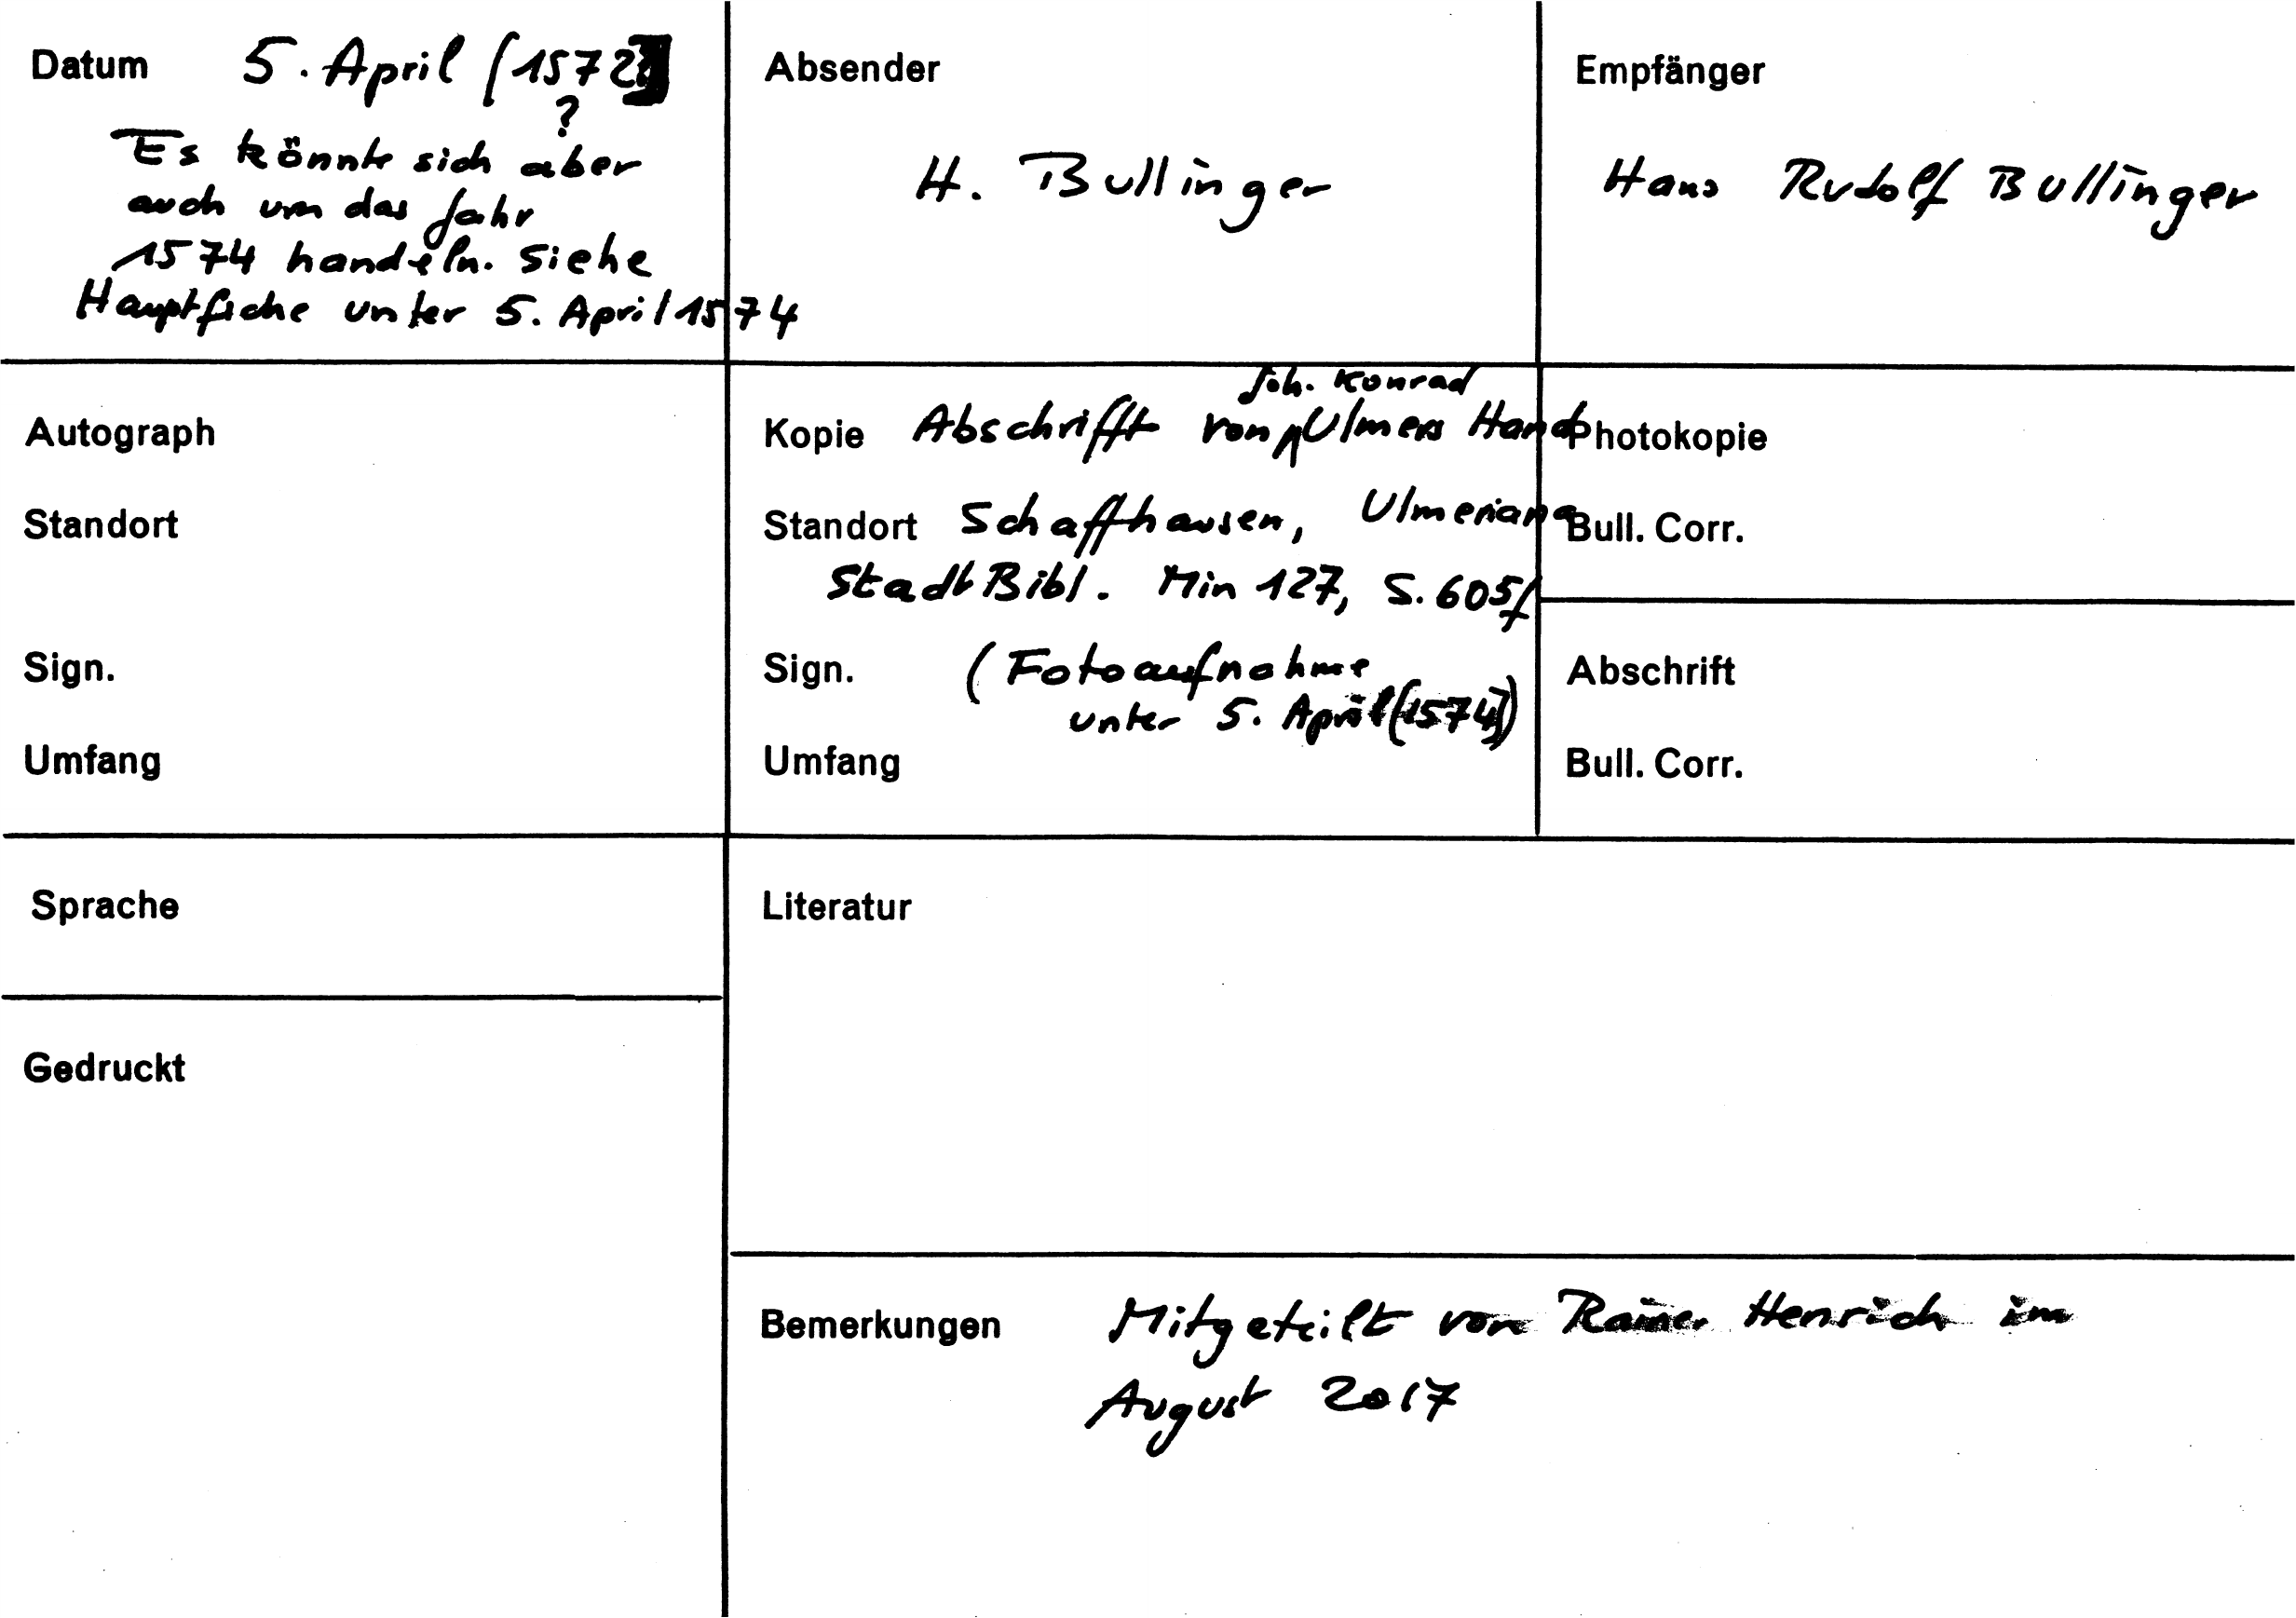 Datum 5. April [1572]
?
Es könnte sich aber
auch um das Jahr
1574 handeln. Siehe
Hauptfiche unter 5. April 1574
Absender
H. Bullinger
Empfänger
Hans Rudolf Bullinger
Autograph
Standort
Sign.
Umfang
Joh. Konrad
Kopie Abschrifft von Ulmers Hand
Standort Schaffhausen, Ulmeriana
StadtBibl. Min 127, S. 605f
Sign. (Fotoaufnahme
unter 5. April [1574])
Umfang
Photokopie
Bull. Corr.
Abschrift
Bull. Corr.
Sprache
Literatur
Gedruckt
Bemerkungen Mitgeteilt von Rainer Henrich im
August 2017